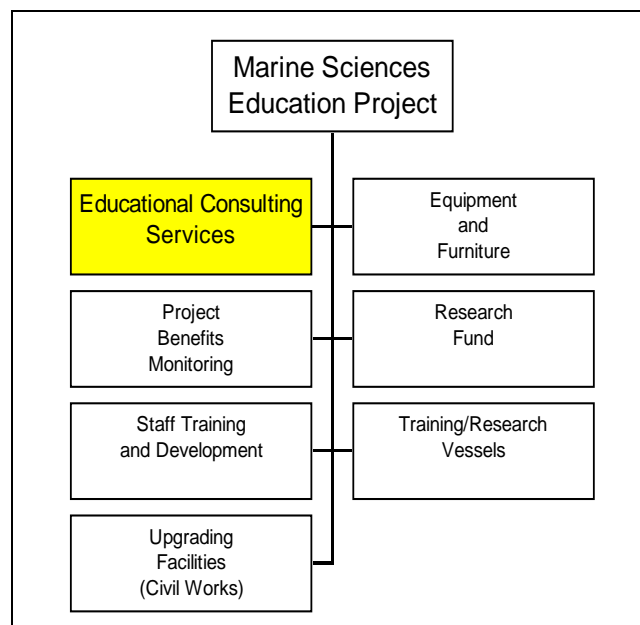 Marine Sciences
Education Project
Educational Consulting
Services
Equipment
and
Furniture
Project
Benefits
Monitoring
Research
Fund
Staff Training
and Development
Training/Research
Vessels
Upgrading
Facilities
(Civil Works)